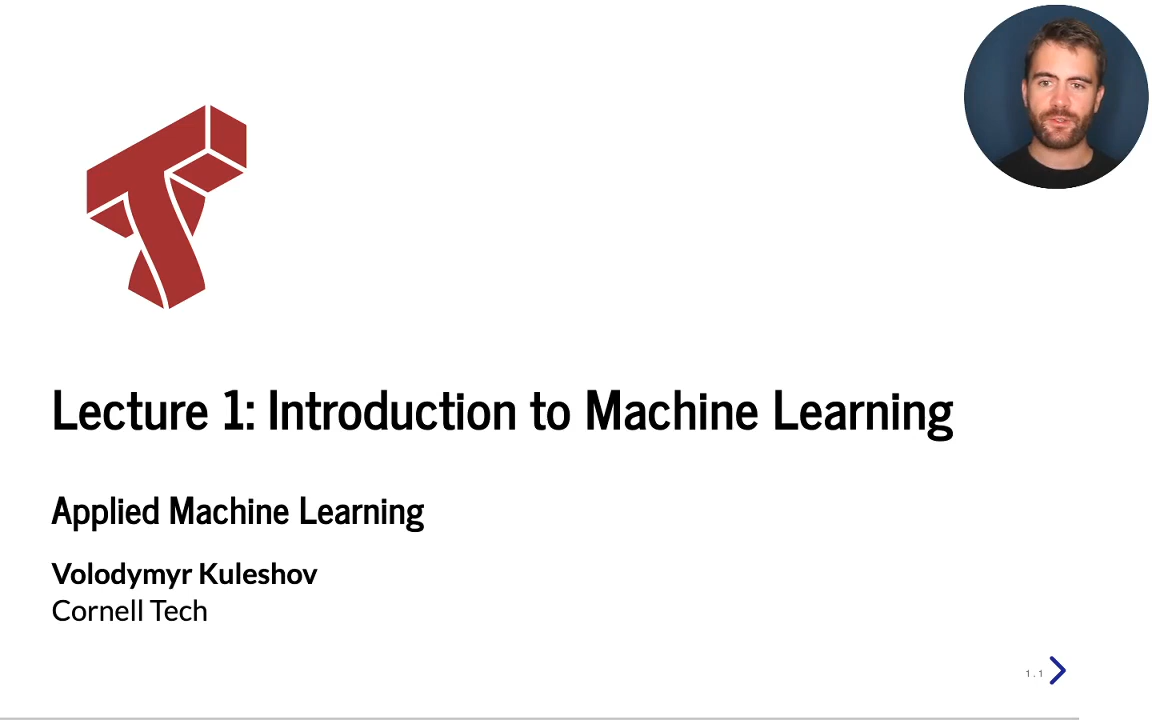 Lecture 1: Introduction to Machine Learning
Applied Machine Learning
Volodymyr Kuleshov
Cornell Tech
1.1